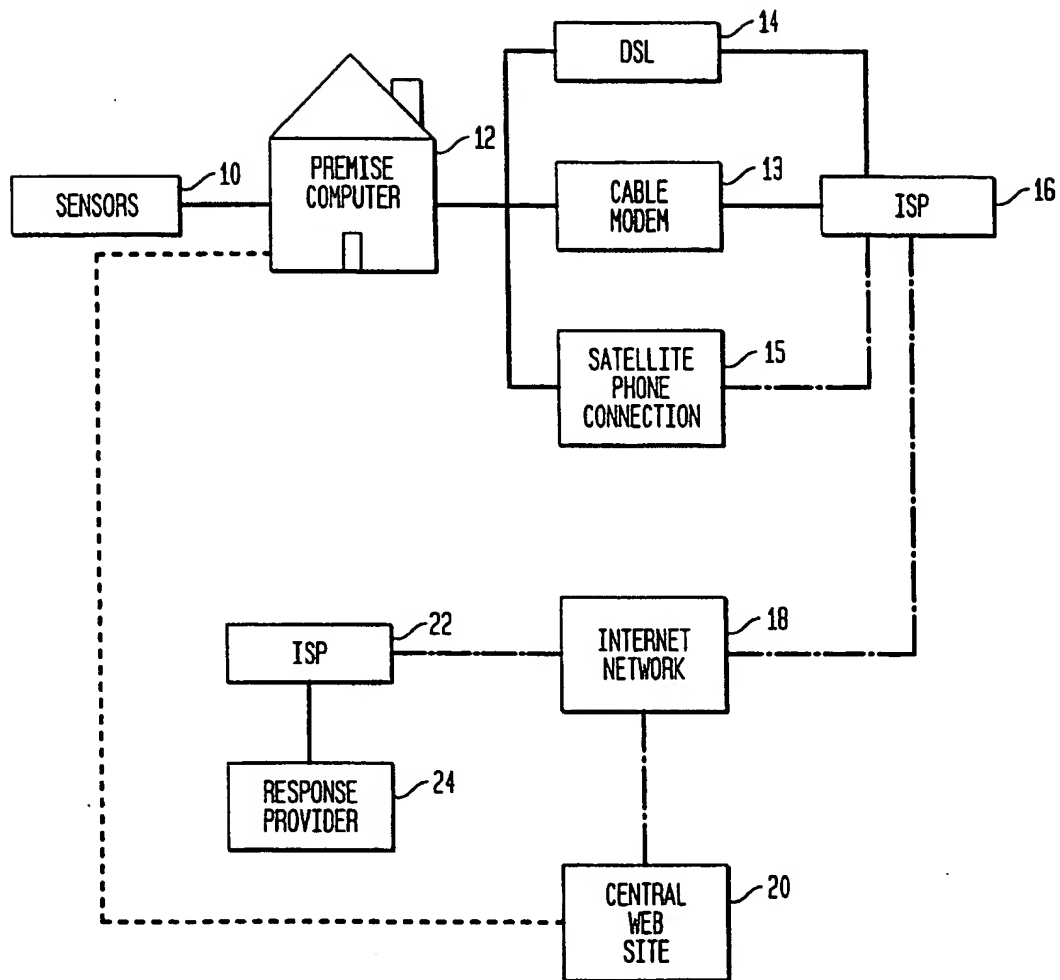 14
DSL
12
PREMISE
COMPUTER
10
SENSORS
13
CABLE
MODEM
16
ISP
15
SATELLITE
PHONE
CONNECTION
22
ISP
18
INTERNET
NETWORK
24
RESPONSE
PROVIDER
20
CENTRAL
WEB
SITE